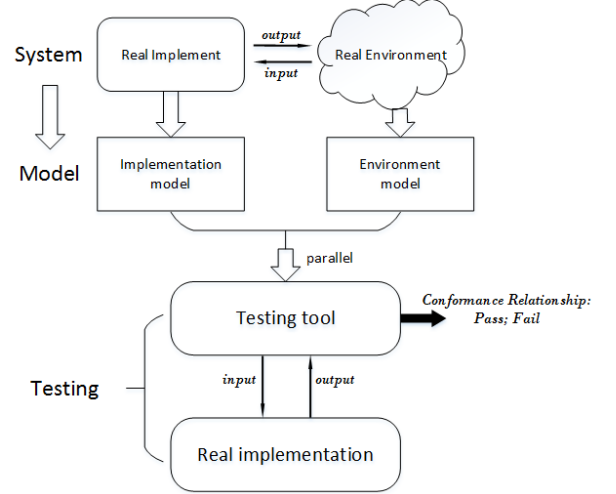 output
System
Real Implement
Real Environment
input
Implementation
model
Environment
model
Model
parallel
Conformance Relationship:
Pass; Fail
Testing tool
input
output
Testing
Real implementation